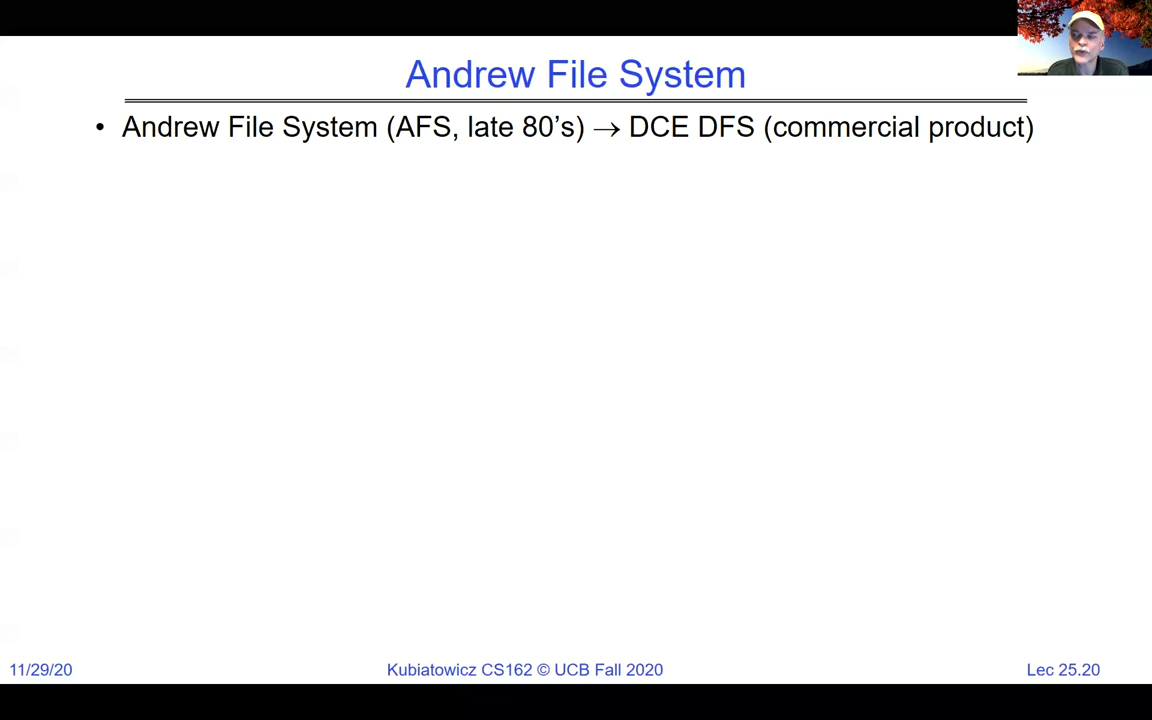 Andrew File System
• Andrew File System (AFS, late 80's) → DCE DFS (commercial product)
11/29/20
Kubiatowicz CS162 © UCB Fall 2020
Lec 25.20